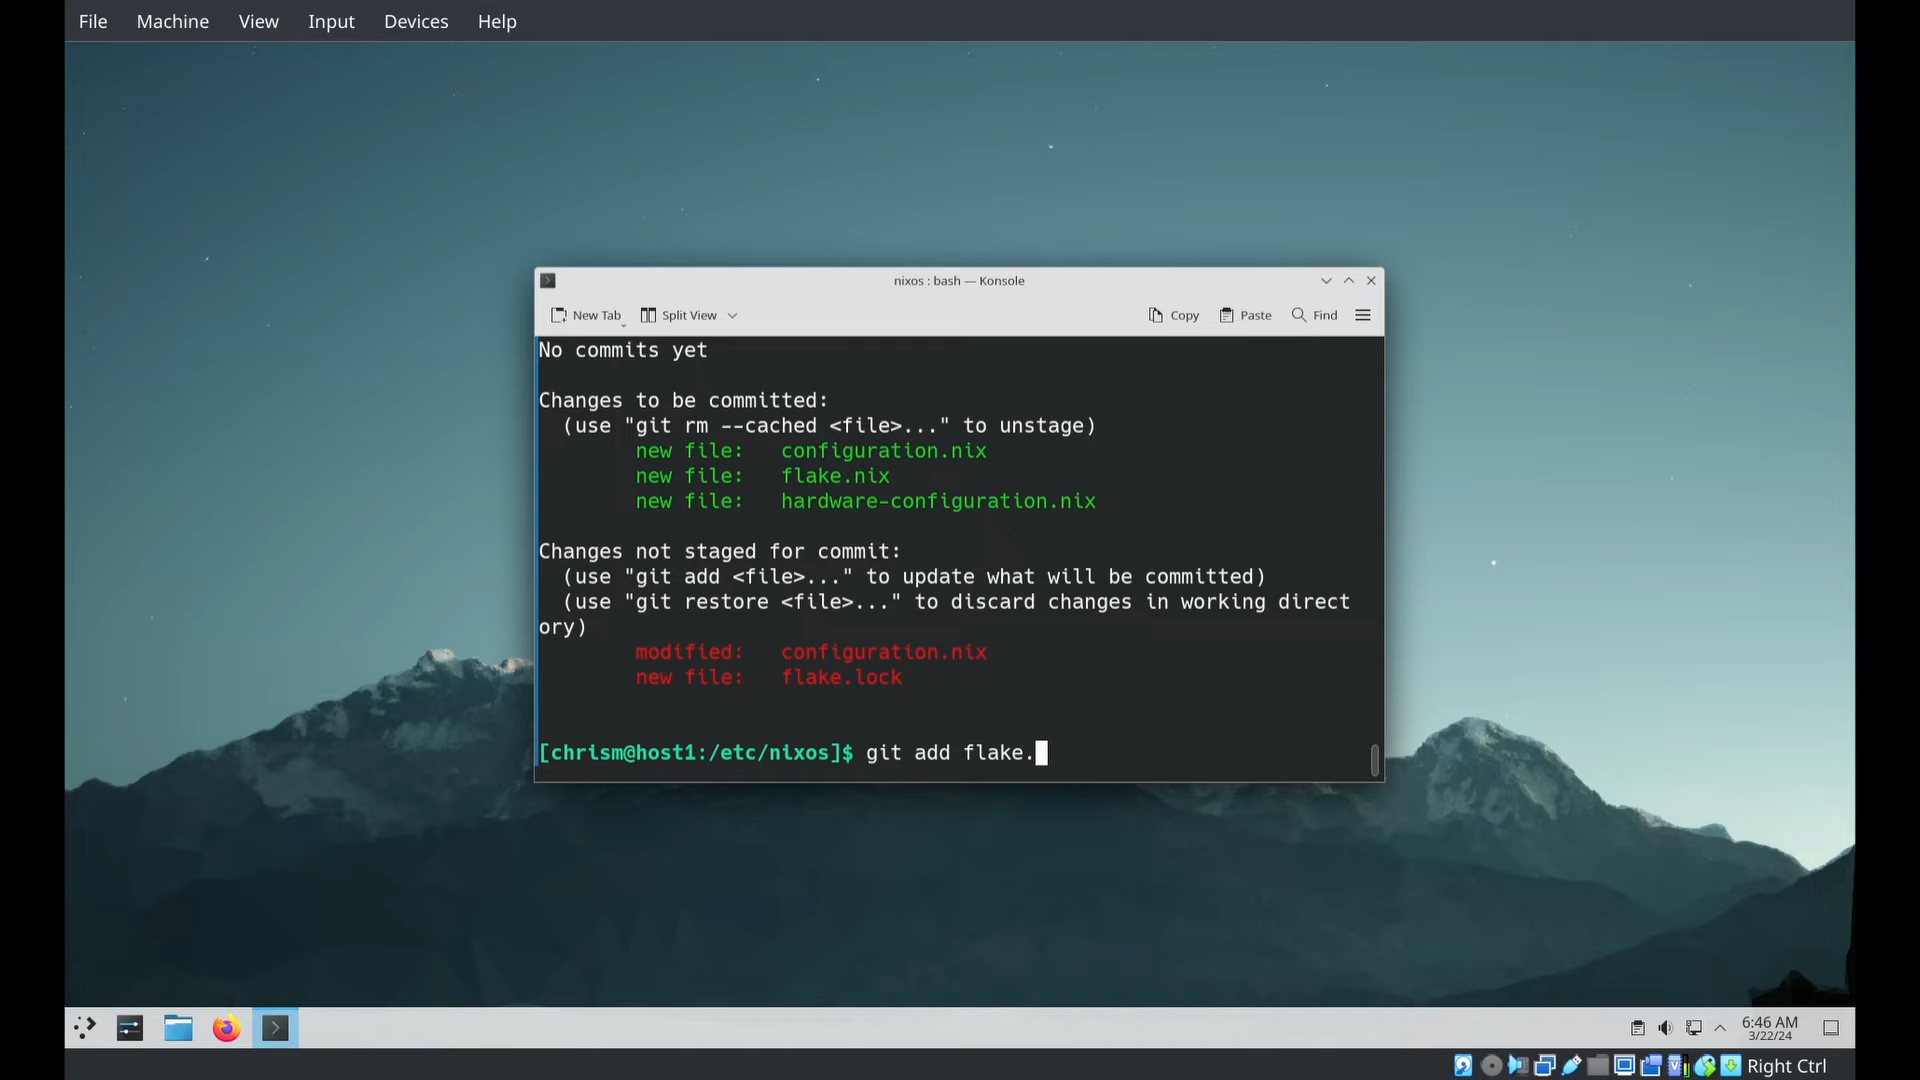 File Machine View Input Devices Help
nixos : bash — Konsole
New Tab Split View Copy Paste Find
No commits yet
Changes to be committed:
(use "git rm --cached <file>..." to unstage)
new file: configuration.nix
new file: flake.nix
new file: hardware-configuration.nix
Changes not staged for commit:
(use "git add <file>..." to update what will be committed)
(use "git restore <file>..." to discard changes in working direct
ory)
modified: configuration.nix
new file: flake.lock
[chrism@host1:/etc/nixos]$ git add flake.
6:46 AM
3/22/24
Right Ctrl